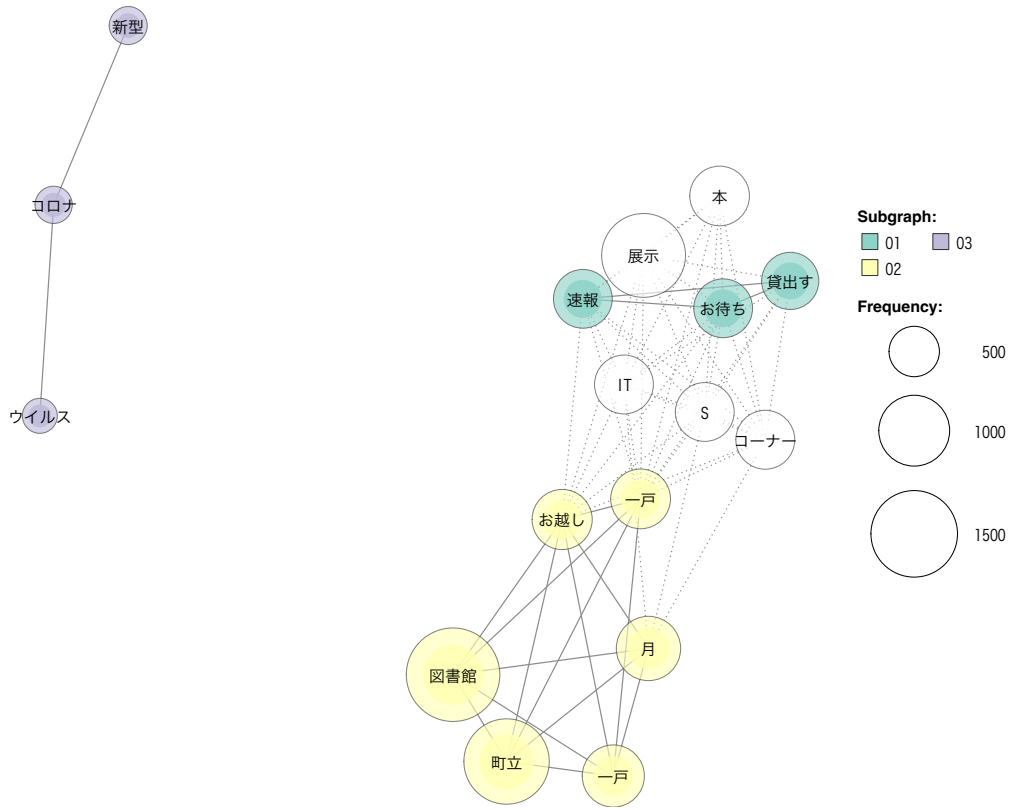 新型
コロナ
ウイルス
本
展示
速報
お待ち
貸出す
IT
S
コーナー
一戸
お越し
月
図書館
町立
一戸
Subgraph:
01
03
02
Frequency:
500
1000
1500